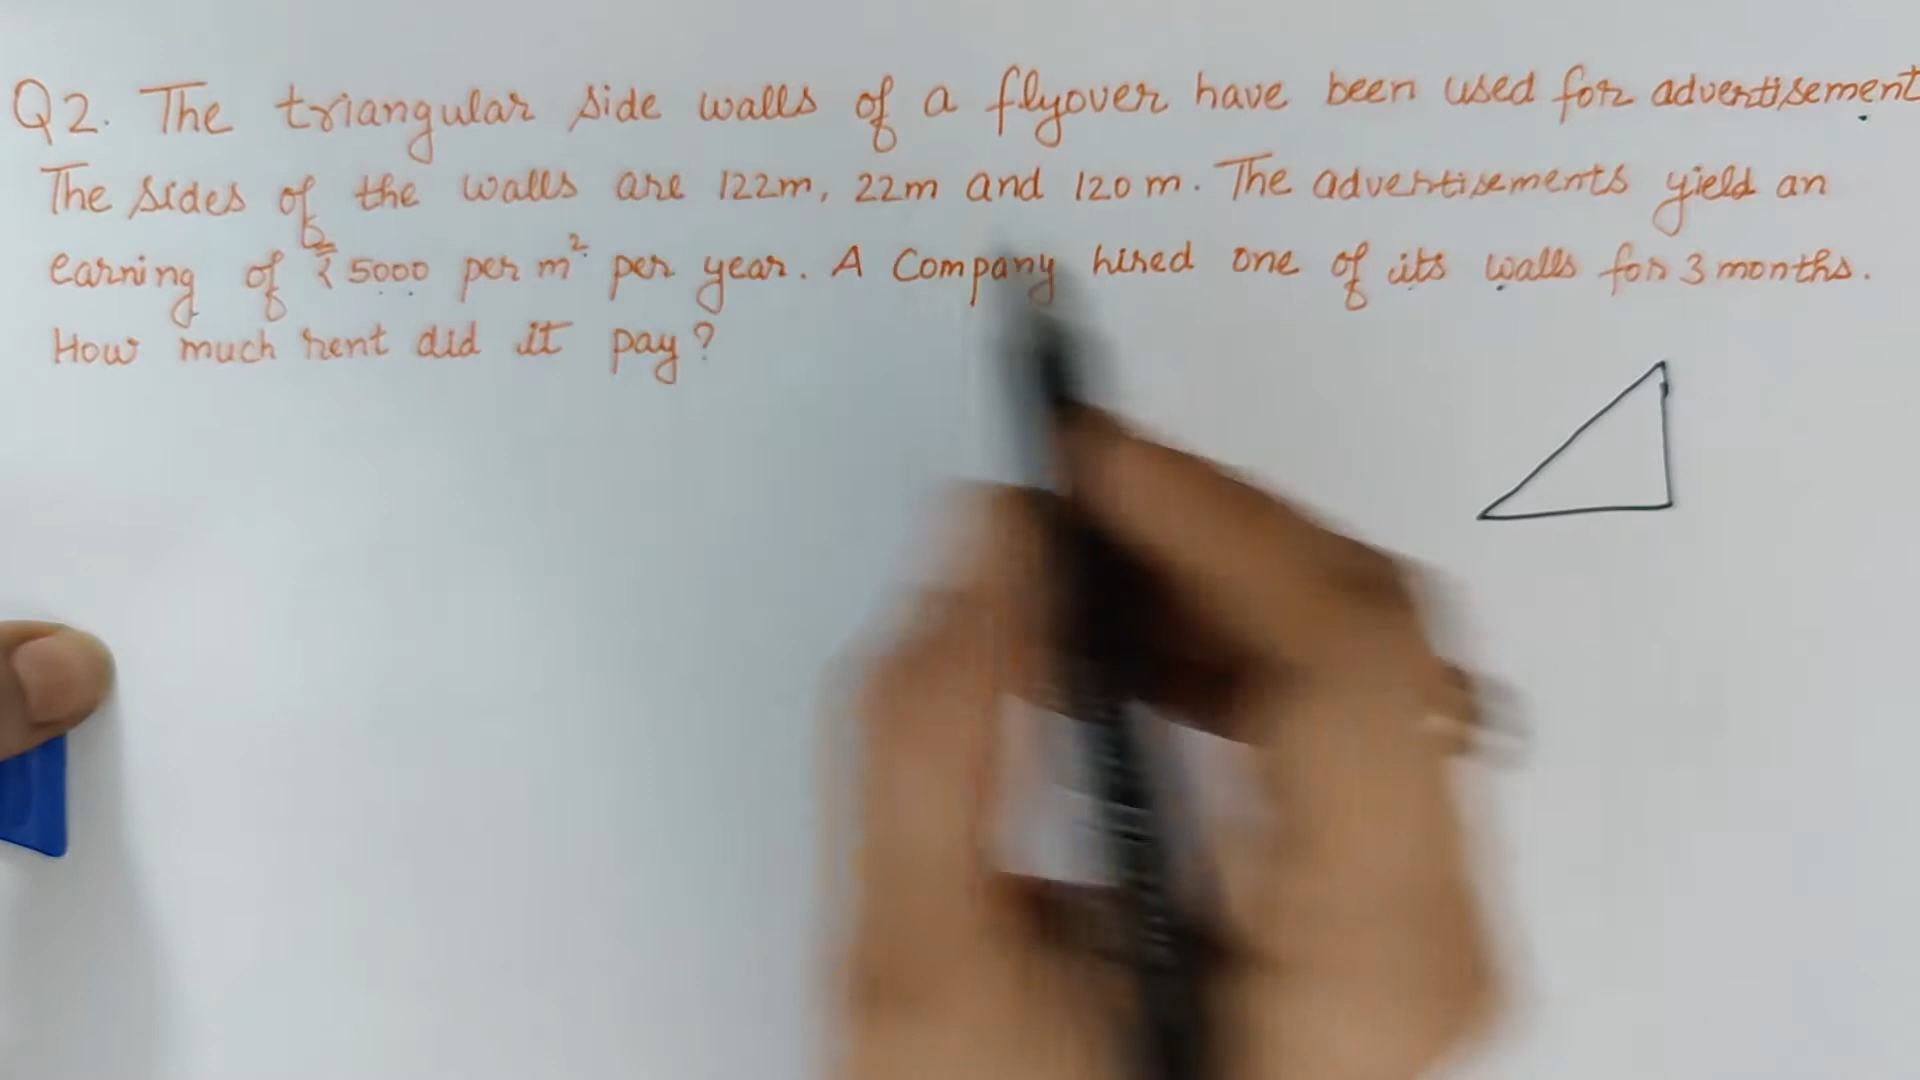 Q2. The triangular side walls of a flyover have been used for advertisement
The sides of the walls are 122m, 22m and 120 m. The advertisements yield an
earning of ₹ 5000 per m² per year. A Company hired one of its walls for 3 months.
How much rent did it pay?